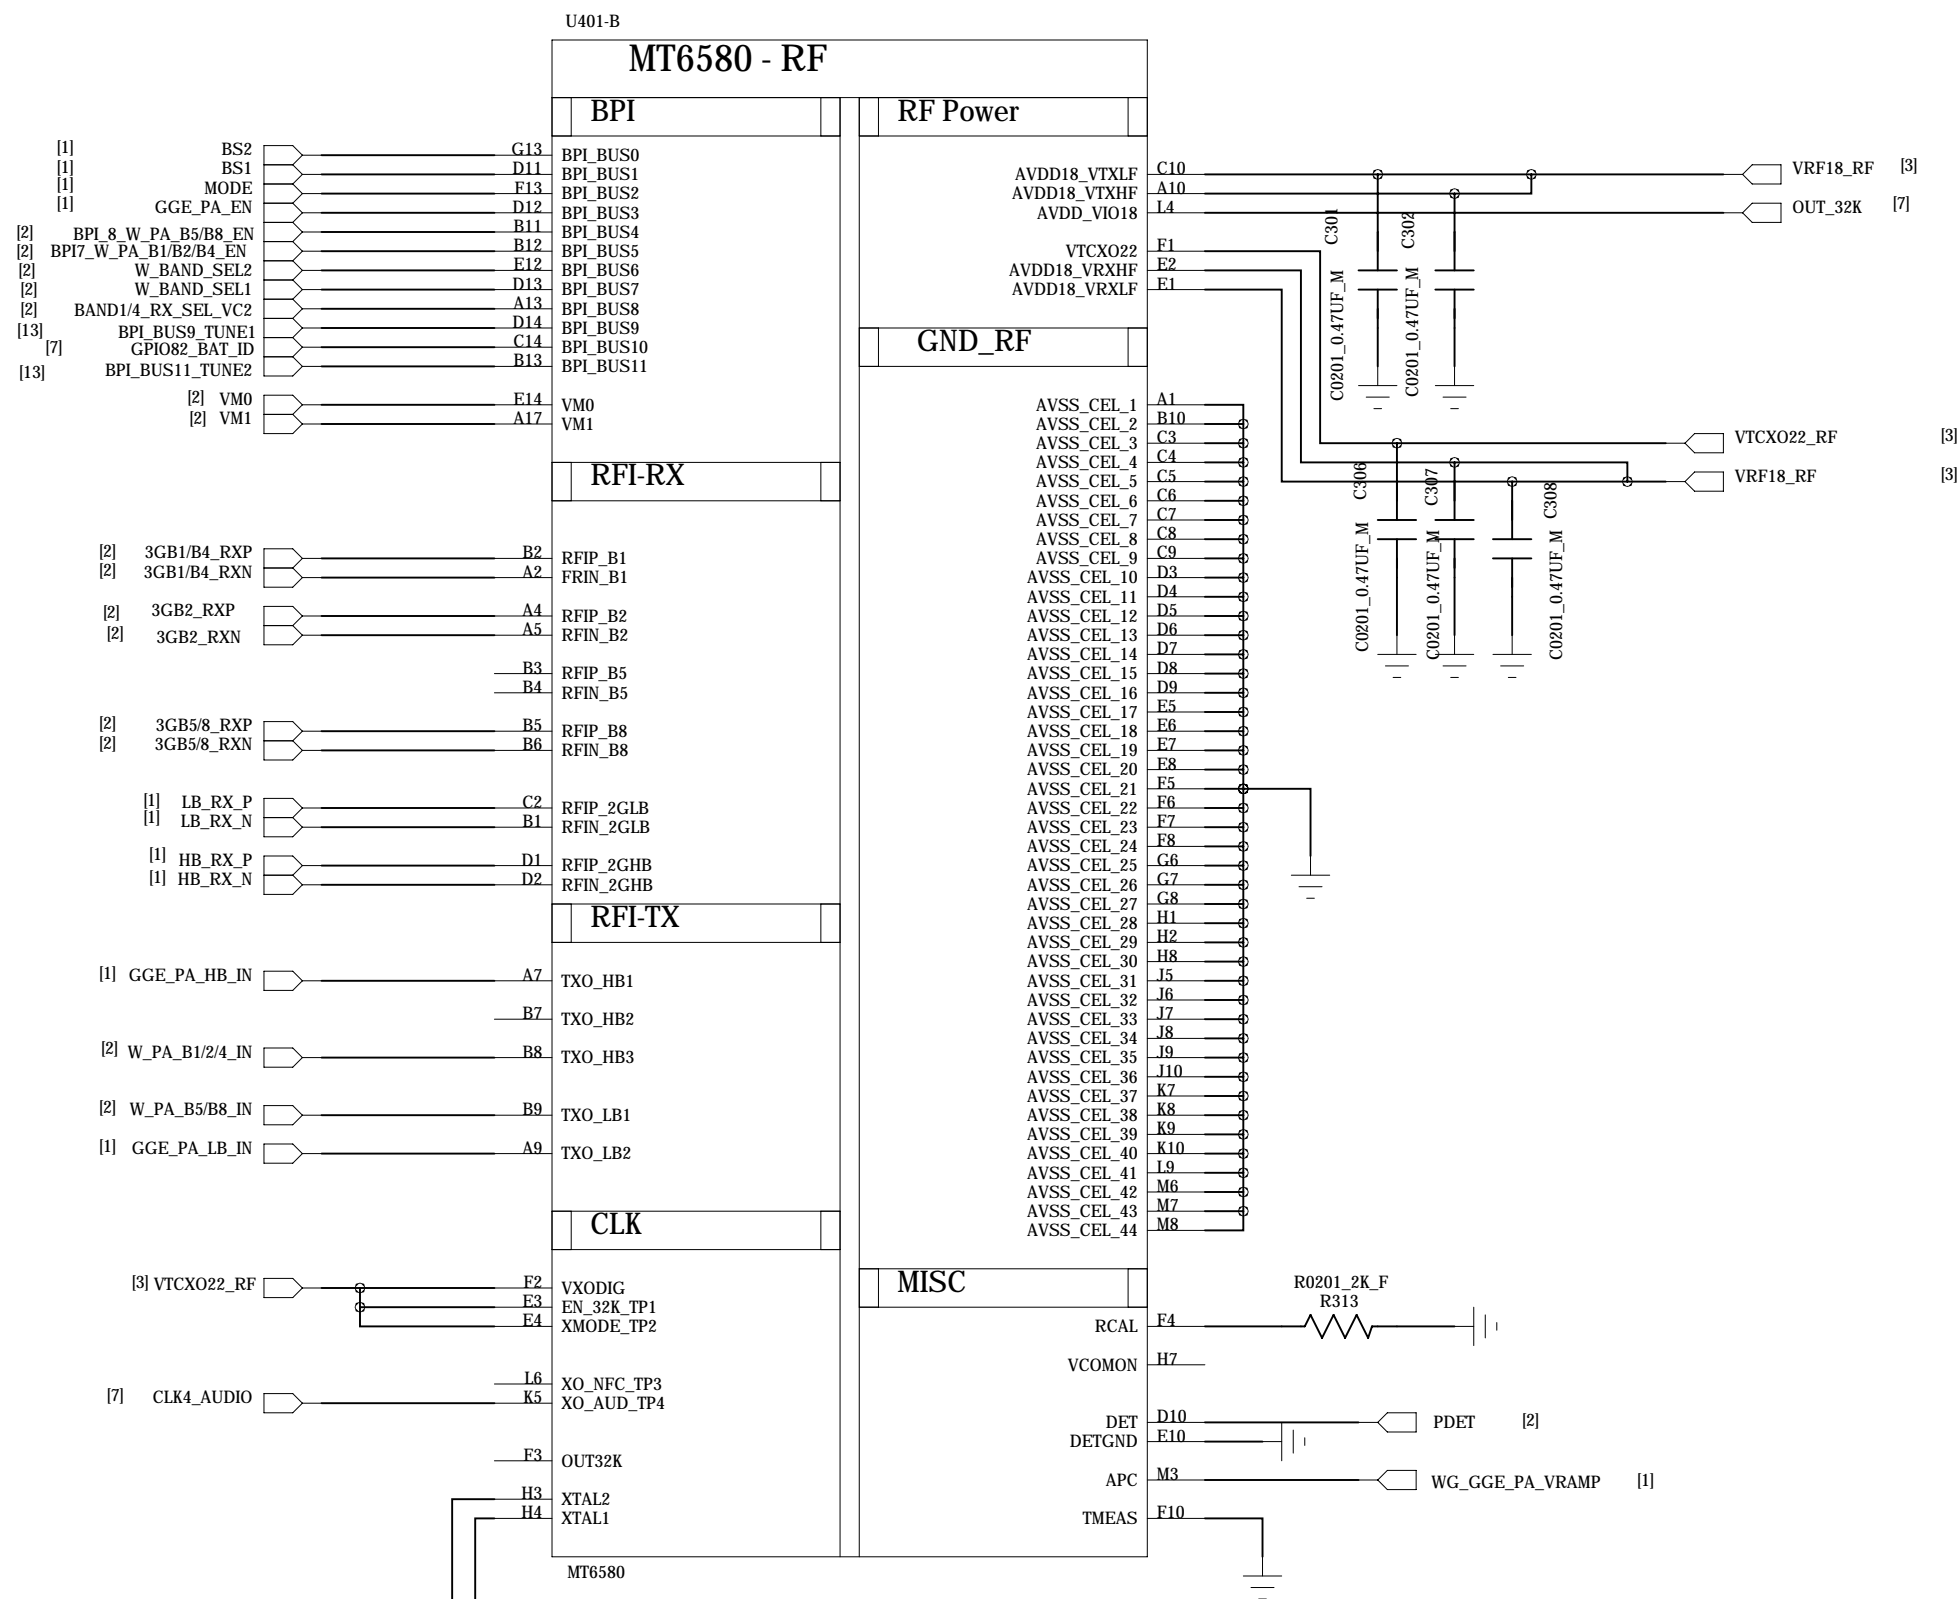 U401-B
MT6580 - RF
BPI
RF Power
[1] BS2 G13 BPI_BUS0
[1] BS1 D11 BPI_BUS1
[1] MODE F13 BPI_BUS2
[1] GGE_PA_EN D12 BPI_BUS3
[2] BPI_8_W_PA_B5/B8_EN B11 BPI_BUS4
[2] BPI7_W_PA_B1/B2/B4_EN B12 BPI_BUS5
[2] W_BAND_SEL2 E12 BPI_BUS6
[2] W_BAND_SEL1 D13 BPI_BUS7
[2] BAND1/4_RX_SEL_VC2 A13 BPI_BUS8
[13] BPI_BUS9_TUNE1 D14 BPI_BUS9
[7] GPIO82_BAT_ID C14 BPI_BUS10
[13] BPI_BUS11_TUNE2 B13 BPI_BUS11
[2] VM0 E14 VM0
[2] VM1 A17 VM1
RFI-RX
[2] 3GB1/B4_RXP B2 RFIP_B1
[2] 3GB1/B4_RXN A2 FRIN_B1
[2] 3GB2_RXP A4 RFIP_B2
[2] 3GB2_RXN A5 RFIN_B2
B3 RFIP_B5
B4 RFIN_B5
[2] 3GB5/8_RXP B5 RFIP_B8
[2] 3GB5/8_RXN B6 RFIN_B8
[1] LB_RX_P C2 RFIP_2GLB
[1] LB_RX_N B1 RFIN_2GLB
[1] HB_RX_P D1 RFIP_2GHB
[1] HB_RX_N D2 RFIN_2GHB
RFI-TX
[1] GGE_PA_HB_IN A7 TXO_HB1
B7 TXO_HB2
[2] W_PA_B1/2/4_IN B8 TXO_HB3
[2] W_PA_B5/B8_IN B9 TXO_LB1
[1] GGE_PA_LB_IN A9 TXO_LB2
CLK
[3] VTCXO22_RF F2 VXODIG
E3 EN_32K_TP1
E4 XMODE_TP2
L6 XO_NFC_TP3
[7] CLK4_AUDIO K5 XO_AUD_TP4
F3 OUT32K
H3 XTAL2
H4 XTAL1
MT6580
AVDD18_VTXLF C10 VRF18_RF [3]
AVDD18_VTXHF A10
AVDD_VIO18 L4 OUT_32K [7]
VTCXO22 F1
AVDD18_VRXHF E2
AVDD18_VRXLF E1
C301
C0201_0.47UF_M
C302
C0201_0.47UF_M
VTCXO22_RF [3]
VRF18_RF [3]
C306
C0201_0.47UF_M
C307
C0201_0.47UF_M
C308
C0201_0.47UF_M
GND_RF
AVSS_CEL_1 A1
AVSS_CEL_2 B10
AVSS_CEL_3 C3
AVSS_CEL_4 C4
AVSS_CEL_5 C5
AVSS_CEL_6 C6
AVSS_CEL_7 C7
AVSS_CEL_8 C8
AVSS_CEL_9 C9
AVSS_CEL_10 D3
AVSS_CEL_11 D4
AVSS_CEL_12 D5
AVSS_CEL_13 D6
AVSS_CEL_14 D7
AVSS_CEL_15 D8
AVSS_CEL_16 D9
AVSS_CEL_17 E5
AVSS_CEL_18 E6
AVSS_CEL_19 E7
AVSS_CEL_20 E8
AVSS_CEL_21 F5
AVSS_CEL_22 F6
AVSS_CEL_23 F7
AVSS_CEL_24 F8
AVSS_CEL_25 G6
AVSS_CEL_26 G7
AVSS_CEL_27 G8
AVSS_CEL_28 H1
AVSS_CEL_29 H2
AVSS_CEL_30 H8
AVSS_CEL_31 J5
AVSS_CEL_32 J6
AVSS_CEL_33 J7
AVSS_CEL_34 J8
AVSS_CEL_35 J9
AVSS_CEL_36 J10
AVSS_CEL_37 K7
AVSS_CEL_38 K8
AVSS_CEL_39 K9
AVSS_CEL_40 K10
AVSS_CEL_41 L9
AVSS_CEL_42 M6
AVSS_CEL_43 M7
AVSS_CEL_44 M8
MISC
R0201_2K_F
R313
RCAL F4
VCOMON H7
DET D10 PDET [2]
DETGND E10
APC M3 WG_GGE_PA_VRAMP [1]
TMEAS F10